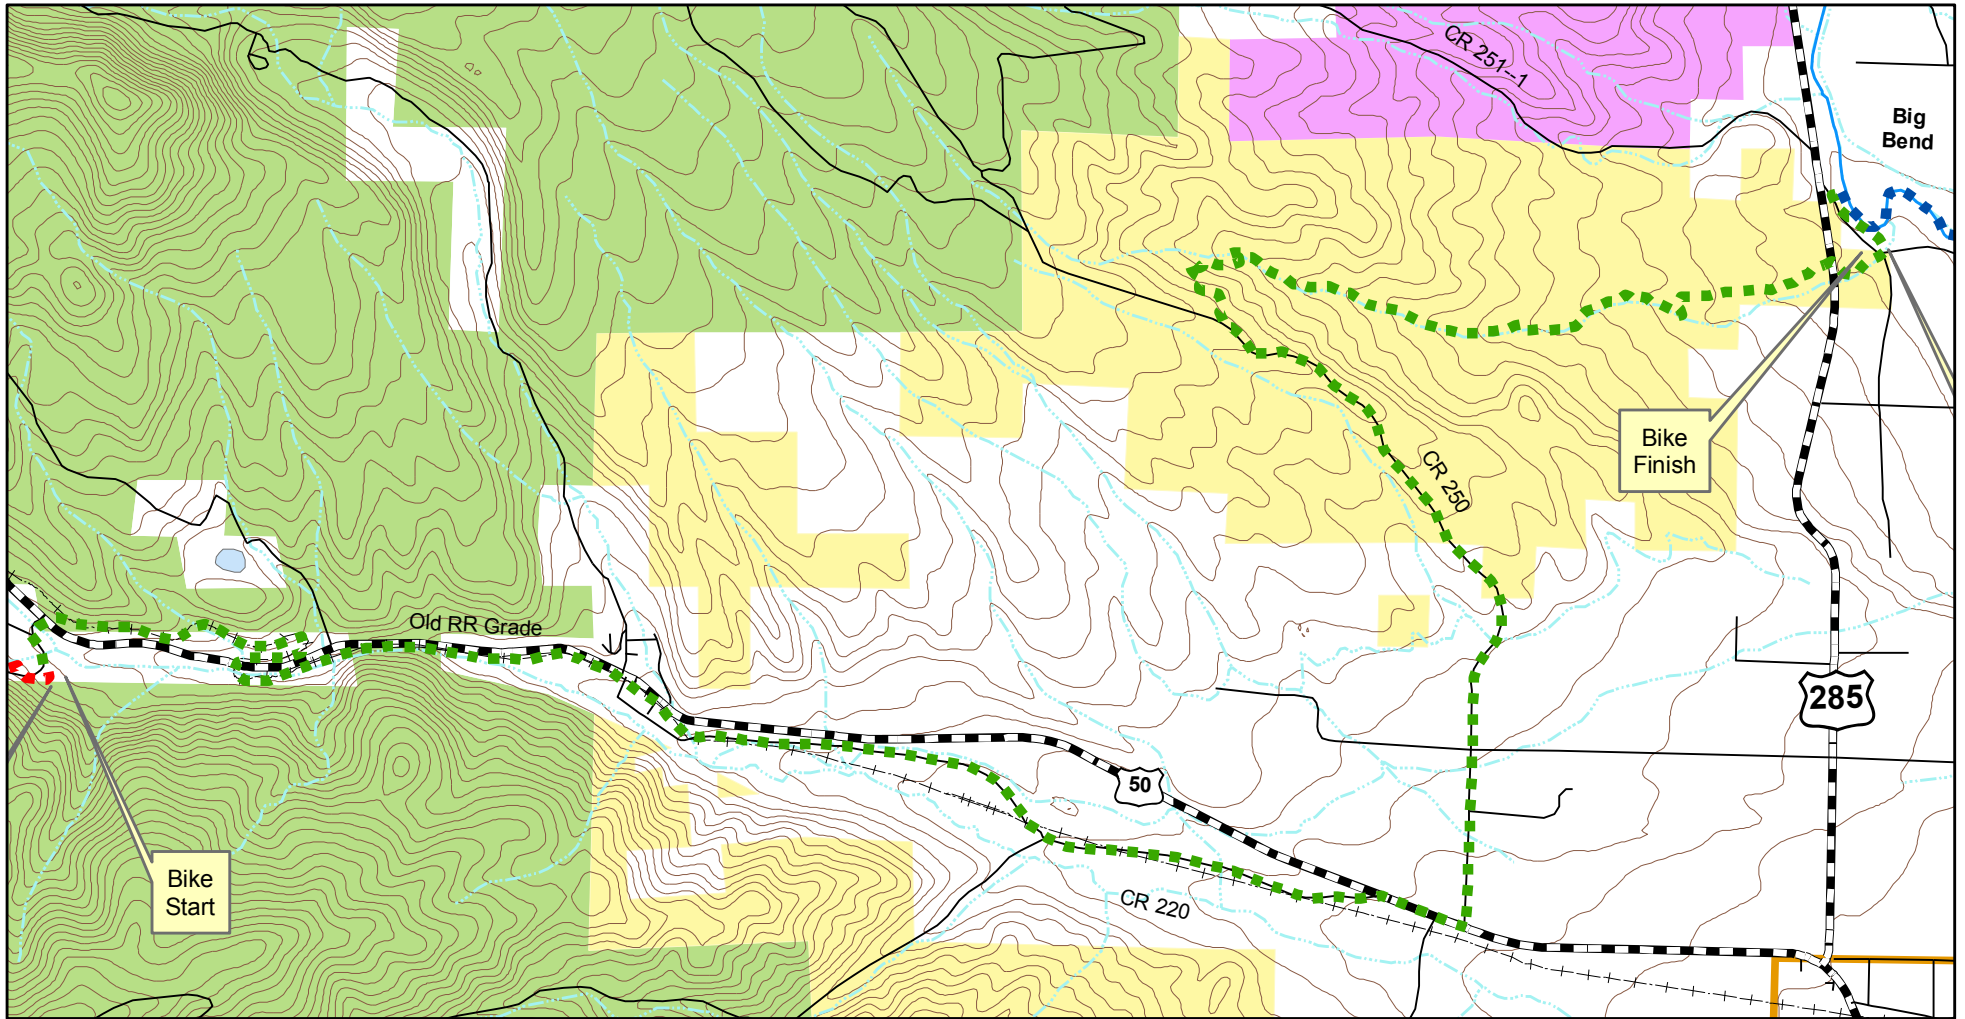 CR 251--1
Big
Bend
Bike
Finish
CR 250
Old RR Grade
285
50
Bike
Start
CR 220